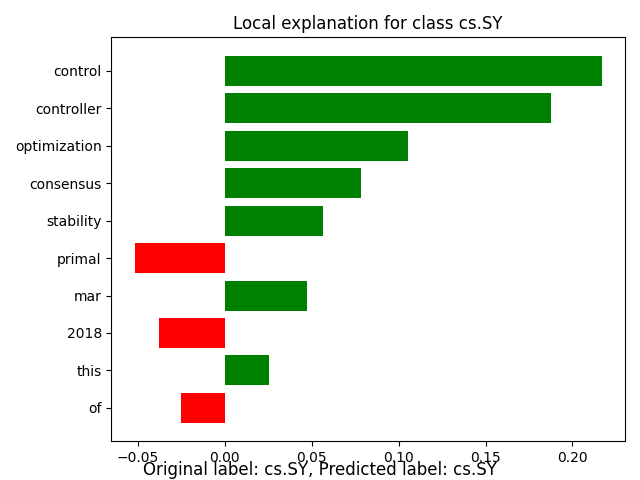 Local explanation for class cs.SY
control
controller
optimization
consensus
stability
primal
mar
2018
this
of
−0.05 0.00 0.05 0.10 0.15 0.20
Original label: cs.SY, Predicted label: cs.SY